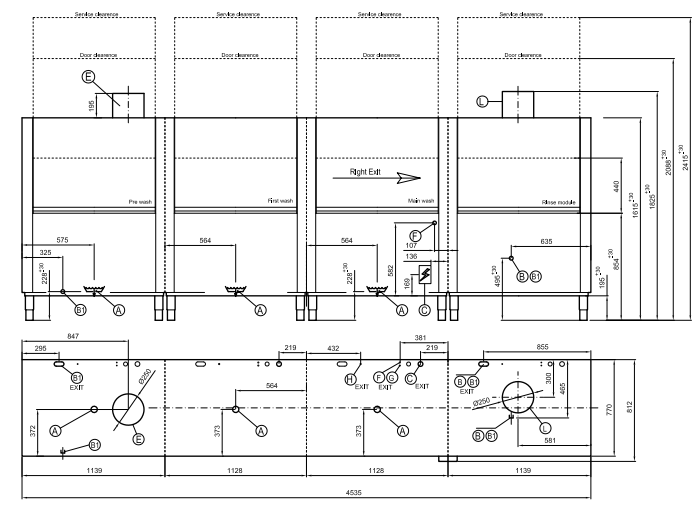 Service clearence Service clearence Service clearence Service clearence
Door clearence Door clearence Door clearence Door clearence
E
195
L
Right Exit
Pre wash First wash Main wash Rinse module
440
1615±30
1825±30
2088±30
2415±30
575 564 564 635
325
F
107
136
582
169
228±30 228±30 495±30 195±30 854
B1 A A A C B B1
847 381 855
295 219 432 219
B1 H F G C B B1
EXIT EXIT EXIT EXIT EXIT
Ø250 564 Ø250 300 465
A E A A B B1 L
372 373 373 581
B1
770 812
1139 1128 1128 1139
4535